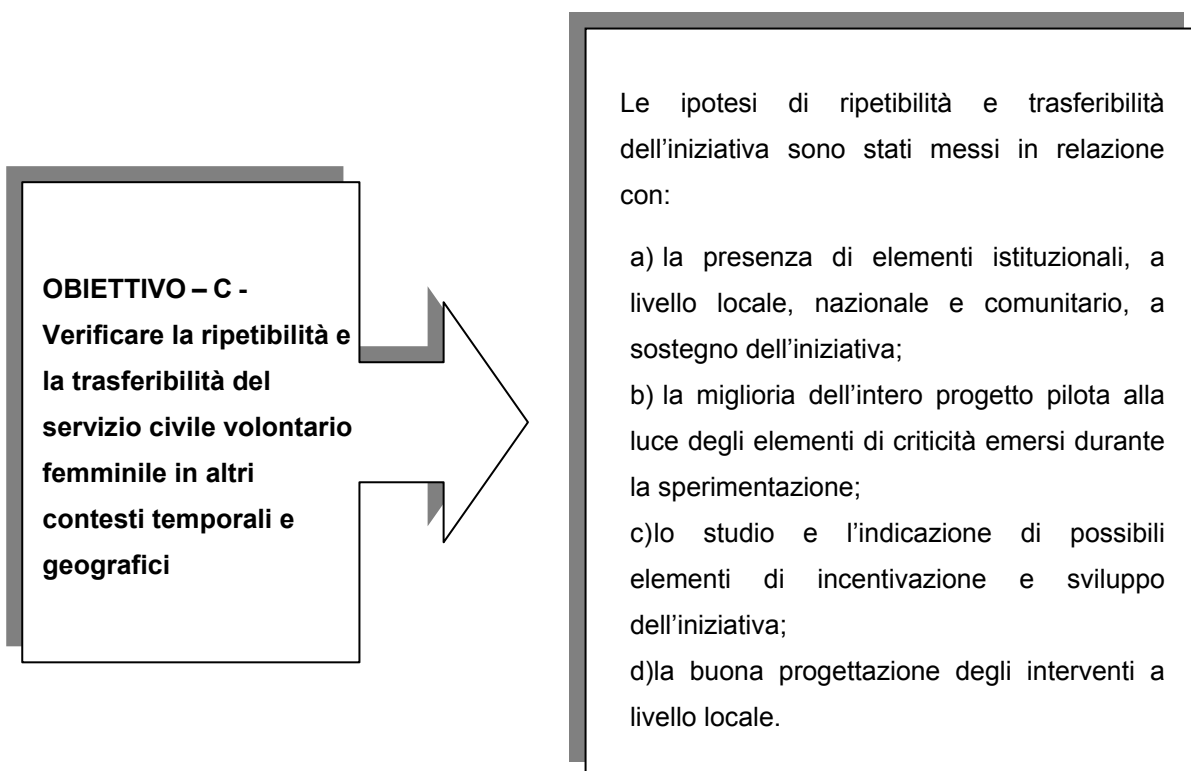 OBIETTIVO – C -
Verificare la ripetibilità e
la trasferibilità del
servizio civile volontario
femminile in altri
contesti temporali e
geografici
Le ipotesi di ripetibilità e trasferibilità
dell’iniziativa sono stati messi in relazione
con:
a) la presenza di elementi istituzionali, a
livello locale, nazionale e comunitario, a
sostegno dell’iniziativa;
b) la miglioria dell’intero progetto pilota alla
luce degli elementi di criticità emersi durante
la sperimentazione;
c)lo studio e l’indicazione di possibili
elementi di incentivazione e sviluppo
dell’iniziativa;
d)la buona progettazione degli interventi a
livello locale.